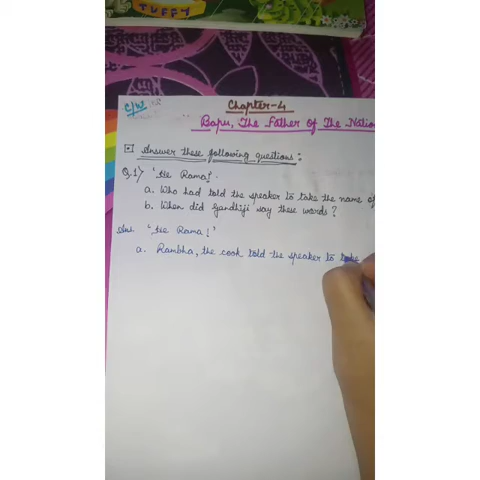 TUFFY
C/W
Chapter-4
Bapu, The Father Of The Natio
Answer these following questions:
Q.1) 'He Rama!'
a. Who had told the speaker to take the name of
b. When did Gandhiji say these words?
Ans. 'He Rama!'
a. Rambha, the cook told the speaker to take